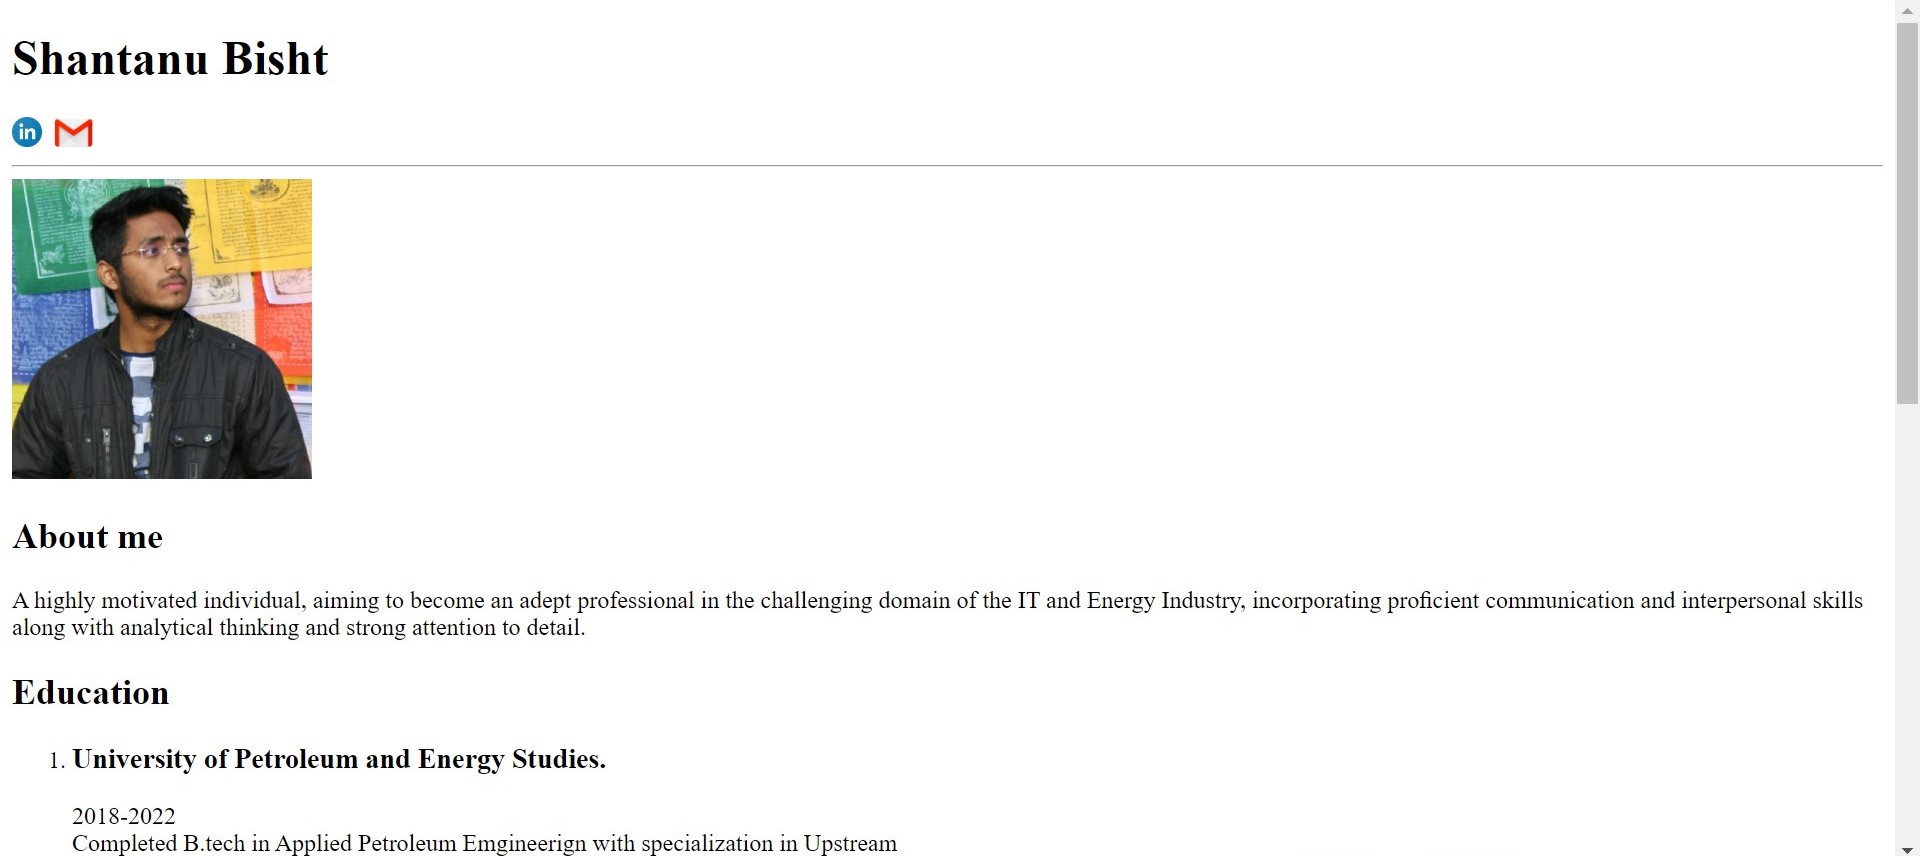 Shantanu Bisht
in
About me
A highly motivated individual, aiming to become an adept professional in the challenging domain of the IT and Energy Industry, incorporating proficient communication and interpersonal skills
along with analytical thinking and strong attention to detail.
Education
1. University of Petroleum and Energy Studies.
2018-2022
Completed B.tech in Applied Petroleum Emgineerign with specialization in Upstream